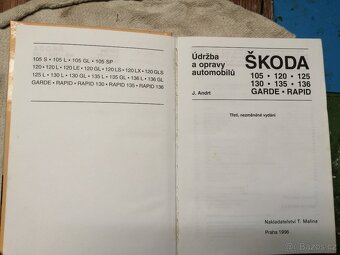 105 S • 105 L • 105 GL • 105 SP
120 • 120 L • 120 LE • 120 GL • 120 LS • 120 LX • 120 GLS
125 L • 130 L • 130 GL • 135 L • 135 GL • 136 L • 136 GL
GARDE • RAPID • RAPID 130 • RAPID 135 • RAPID 136
Údržba
a opravy
automobilů
ŠKODA
105 • 120 • 125
130 • 135 • 136
GARDE • RAPID
J. Andrt
Třetí, nezměněné vydání
Nakladatelství T. Malina
Praha 1996